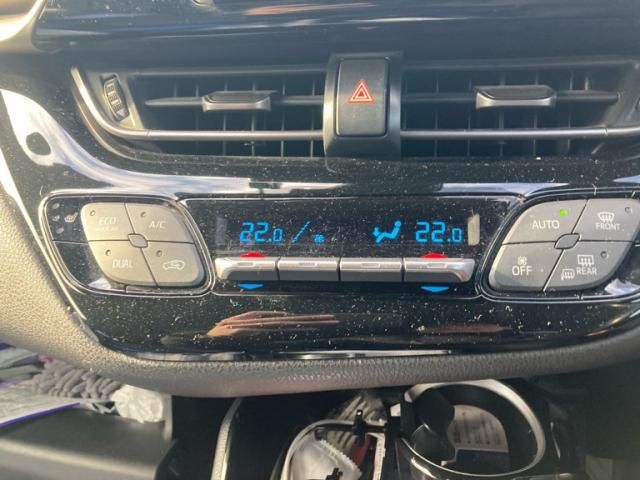 ECO
A/C
22.0
22.0
AUTO
FRONT
DUAL
OFF
REAR